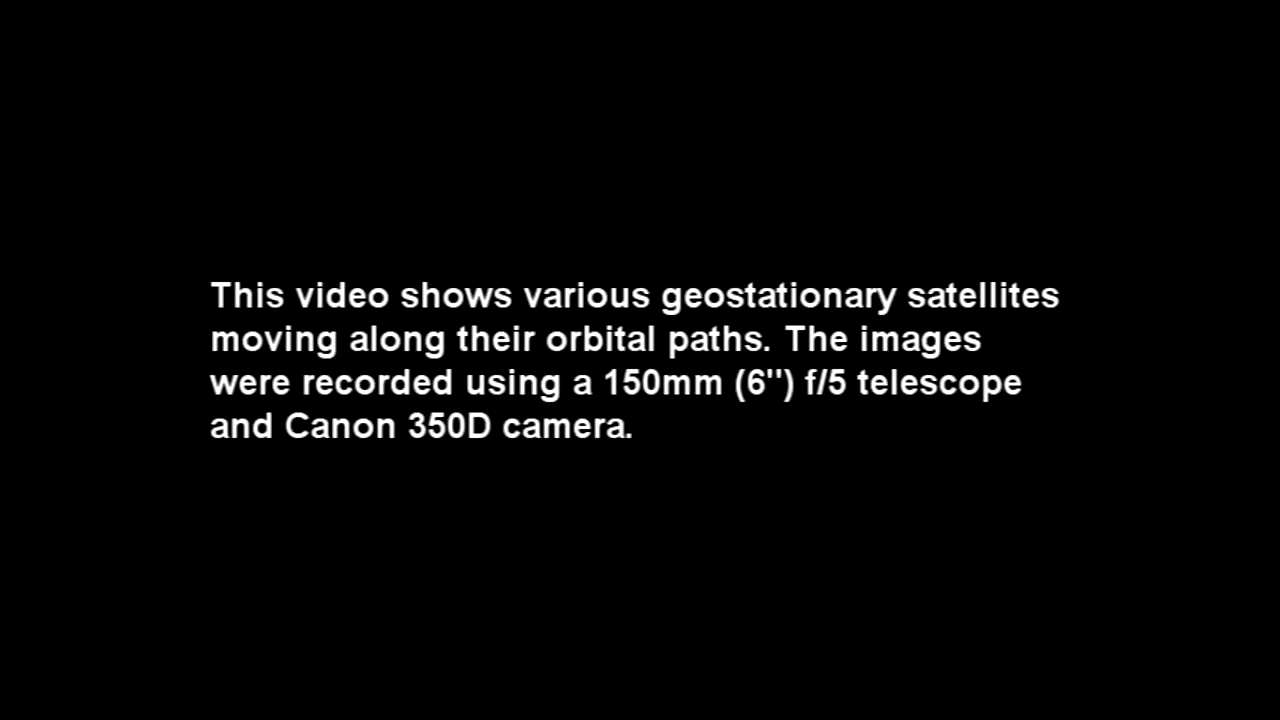 This video shows various geostationary satellites
moving along their orbital paths. The images
were recorded using a 150mm (6'') f/5 telescope
and Canon 350D camera.